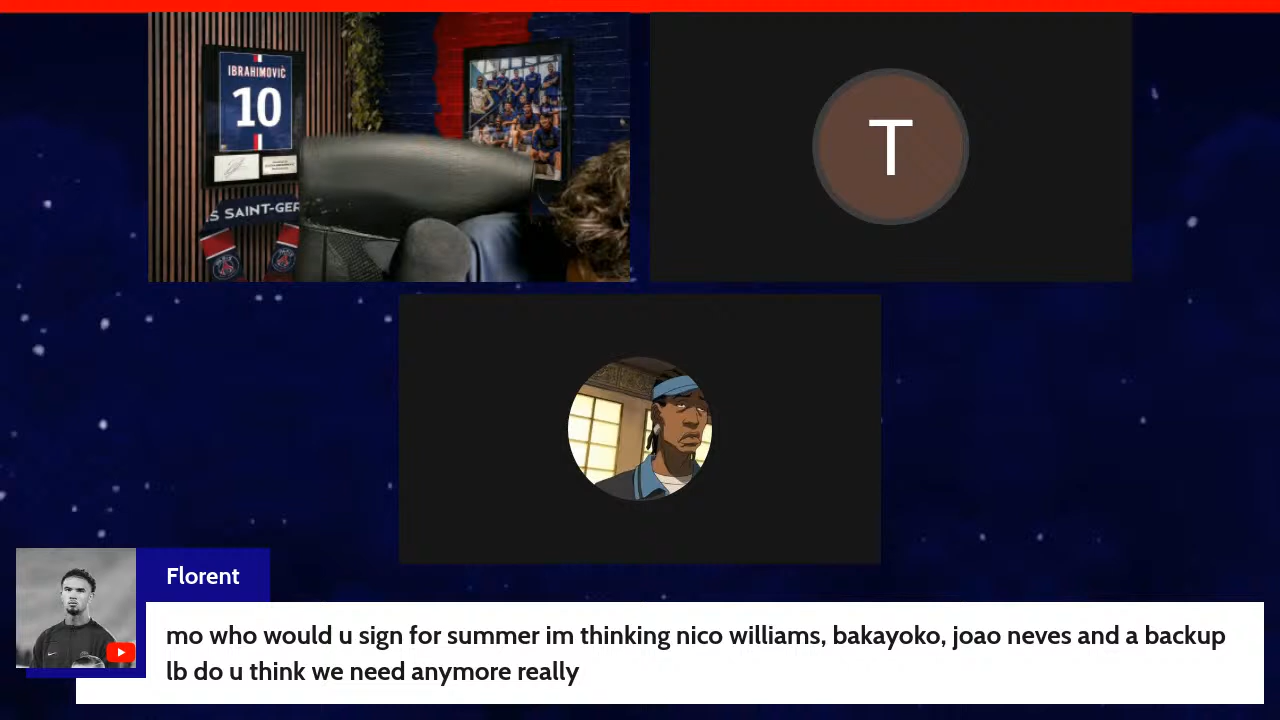 IBRAHIMOVIĆ
10
S SAINT-GER
T
Florent
mo who would u sign for summer im thinking nico williams, bakayoko, joao neves and a backup
lb do u think we need anymore really